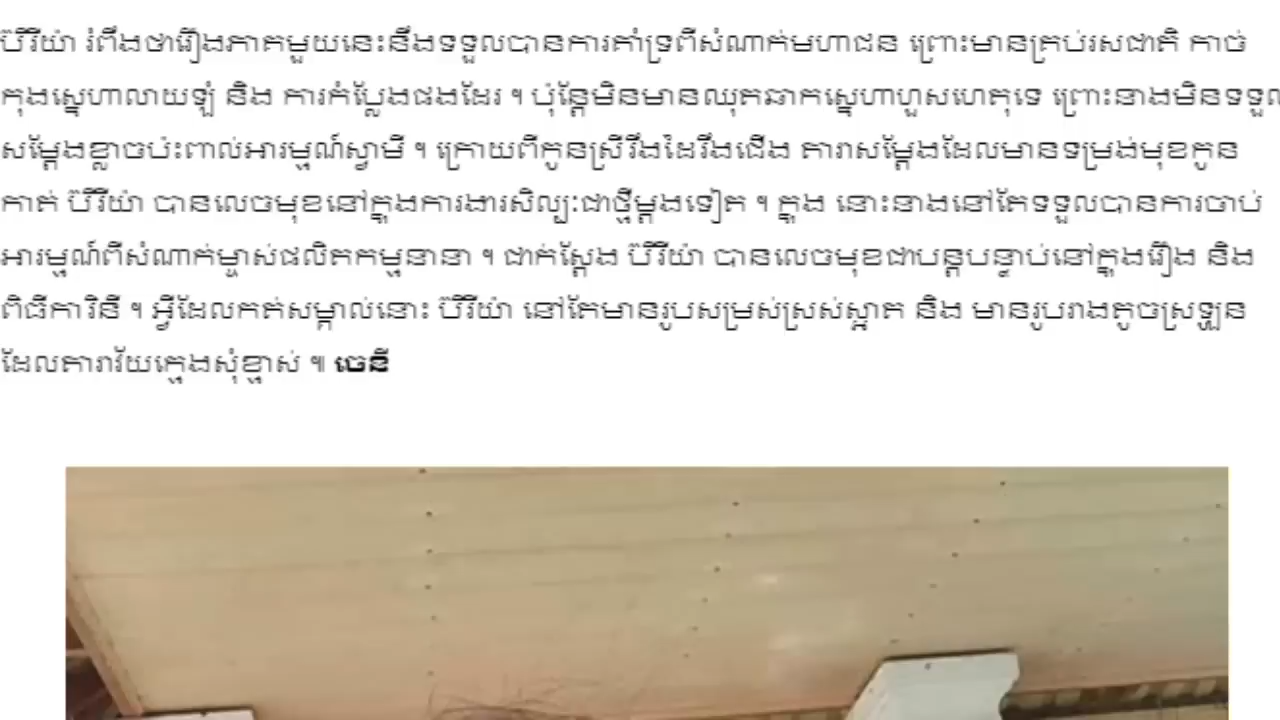 ប៊ីរីយ៉ា រំពឹងថារឿងភាគមួយនេះនឹងទទួលបានការគាំទ្រពីសំណាក់មហាជន ព្រោះមានគ្រប់រសជាតិ កាច់
កុងស្នេហាលាយឡំ និង ការកំប្លែងផងដែរ ។ ប៉ុន្តែមិនមានឈុតឆាកស្នេហាហួសហេតុទេ ព្រោះនាងមិនទទួល
សម្តែងខ្លាចប៉ះពាល់អារម្មណ៍ស្វាមី ។ ក្រោយពីកូនស្រីរឹងដៃរឹងជើង តារាសម្តែងដែលមានទម្រង់មុខកូន
កាត់ ប៊ីរីយ៉ា បានលេចមុខនៅក្នុងការងារសិល្បៈជាថ្មីម្តងទៀត ។ ក្នុង នោះនាងនៅតែទទួលបានការចាប់
អារម្មណ៍ពីសំណាក់ម្ចាស់ផលិតកម្មនានា ។ ជាក់ស្តែង ប៊ីរីយ៉ា បានលេចមុខជាបន្តបន្ទាប់នៅក្នុងរឿង និង
ពិធីការិនី ។ អ្វីដែលកត់សម្គាល់នោះ ប៊ីរីយ៉ា នៅតែមានរូបសម្រស់ស្រស់ស្អាត និង មានរូបរាងតូចស្រឡូន
ដែលតារាវ័យក្មេងសុំខ្មាស់ ៕ ចេនី